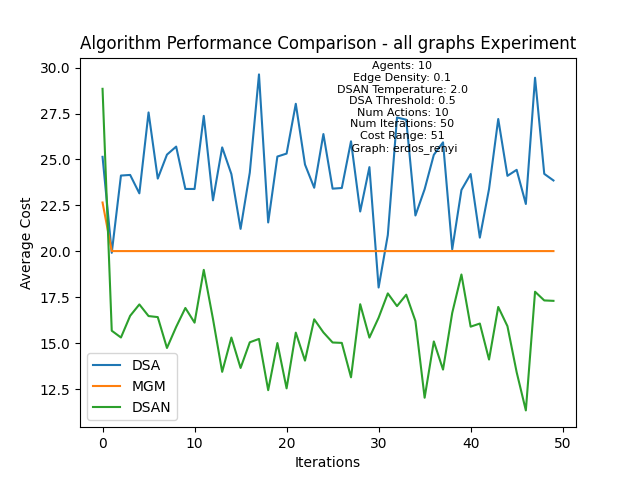 Algorithm Performance Comparison - all graphs Experiment
Agents: 10
Edge Density: 0.1
DSAN Temperature: 2.0
DSA Threshold: 0.5
Num Actions: 10
Num Iterations: 50
Cost Range: 51
Graph: erdos_renyi
30.0
27.5
25.0
22.5
20.0
17.5
15.0
12.5
Average Cost
DSA
MGM
DSAN
0 10 20 30 40 50
Iterations